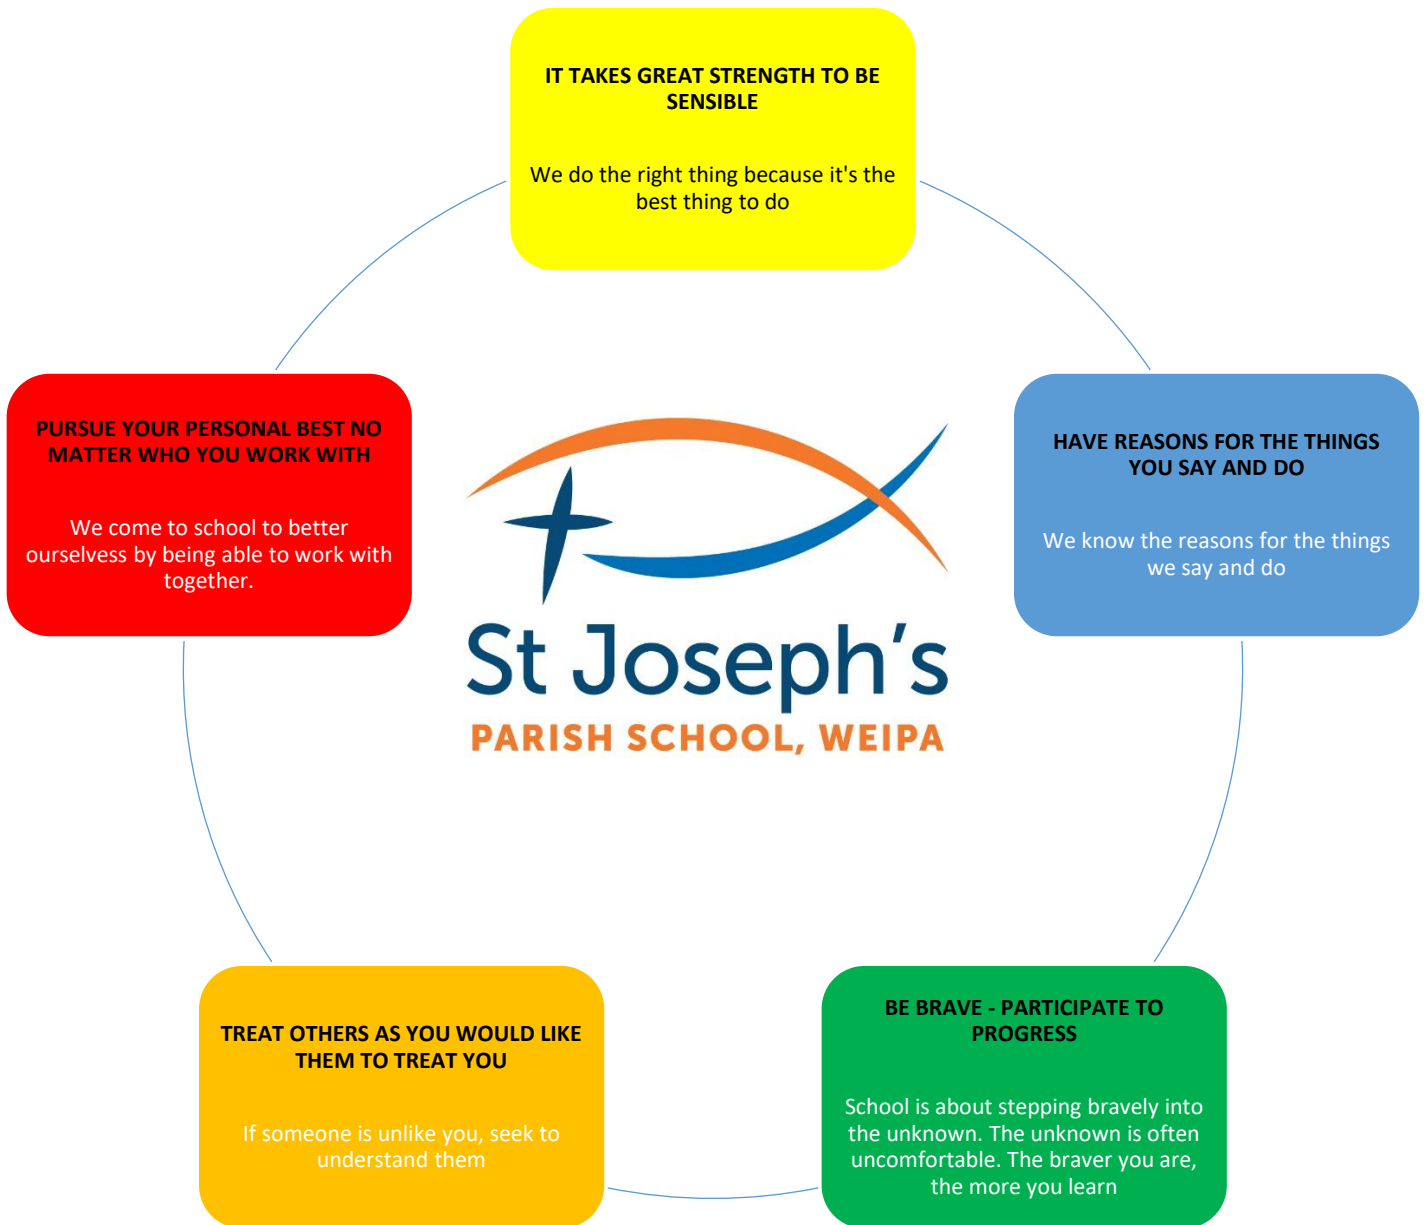 IT TAKES GREAT STRENGTH TO BE
SENSIBLE
We do the right thing because it's the
best thing to do
PURSUE YOUR PERSONAL BEST NO
MATTER WHO YOU WORK WITH
We come to school to better
ourselvess by being able to work with
together.
HAVE REASONS FOR THE THINGS
YOU SAY AND DO
We know the reasons for the things
we say and do
St Joseph's
PARISH SCHOOL, WEIPA
TREAT OTHERS AS YOU WOULD LIKE
THEM TO TREAT YOU
If someone is unlike you, seek to
understand them
BE BRAVE - PARTICIPATE TO
PROGRESS
School is about stepping bravely into
the unknown. The unknown is often
uncomfortable. The braver you are,
the more you learn